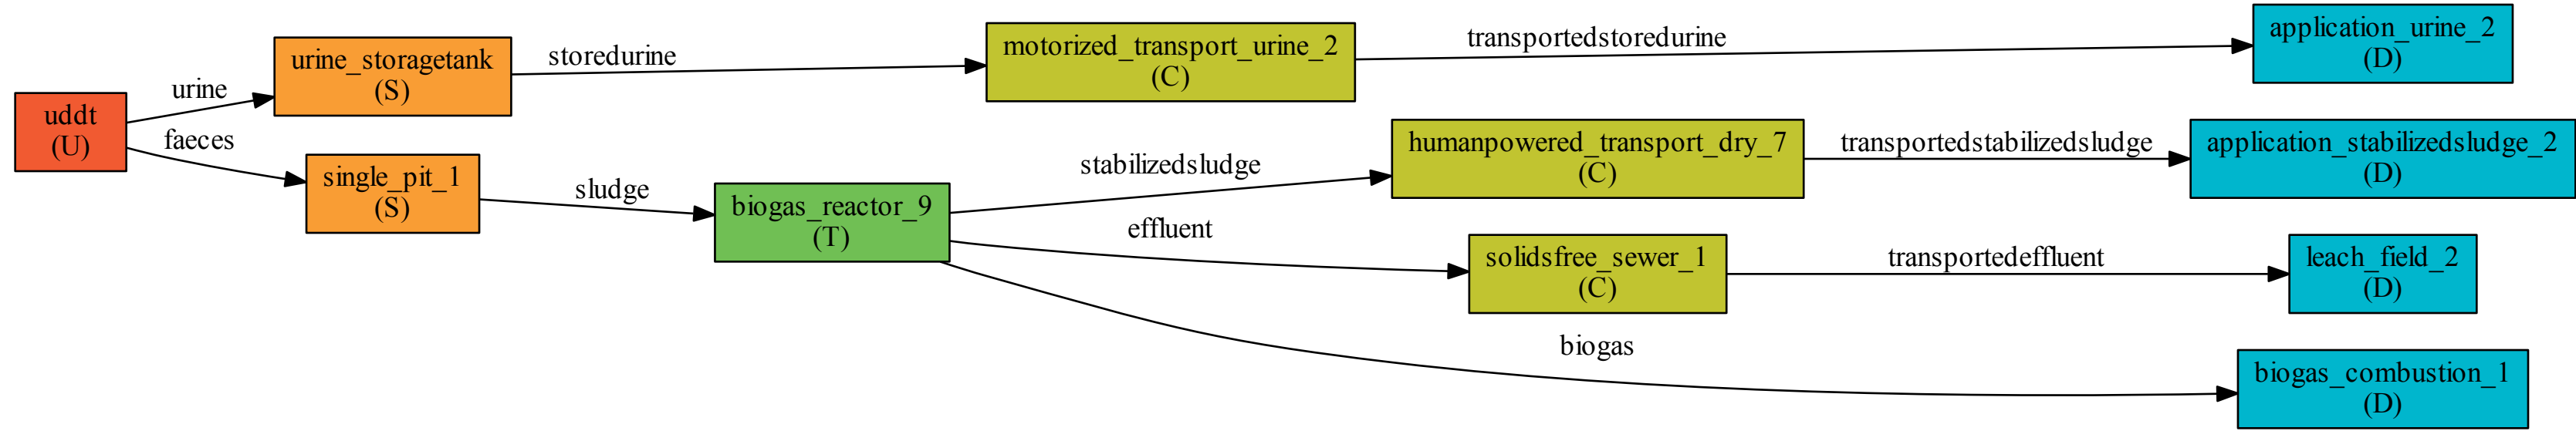 uddt
(U)
urine
faeces
urine_storagetank
(S)
storedurine
motorized_transport_urine_2
(C)
transportedstoredurine
application_urine_2
(D)
single_pit_1
(S)
sludge
biogas_reactor_9
(T)
stabilizedsludge
humanpowered_transport_dry_7
(C)
transportedstabilizedsludge
application_stabilizedsludge_2
(D)
effluent
solidsfree_sewer_1
(C)
transportedeffluent
leach_field_2
(D)
biogas
biogas_combustion_1
(D)